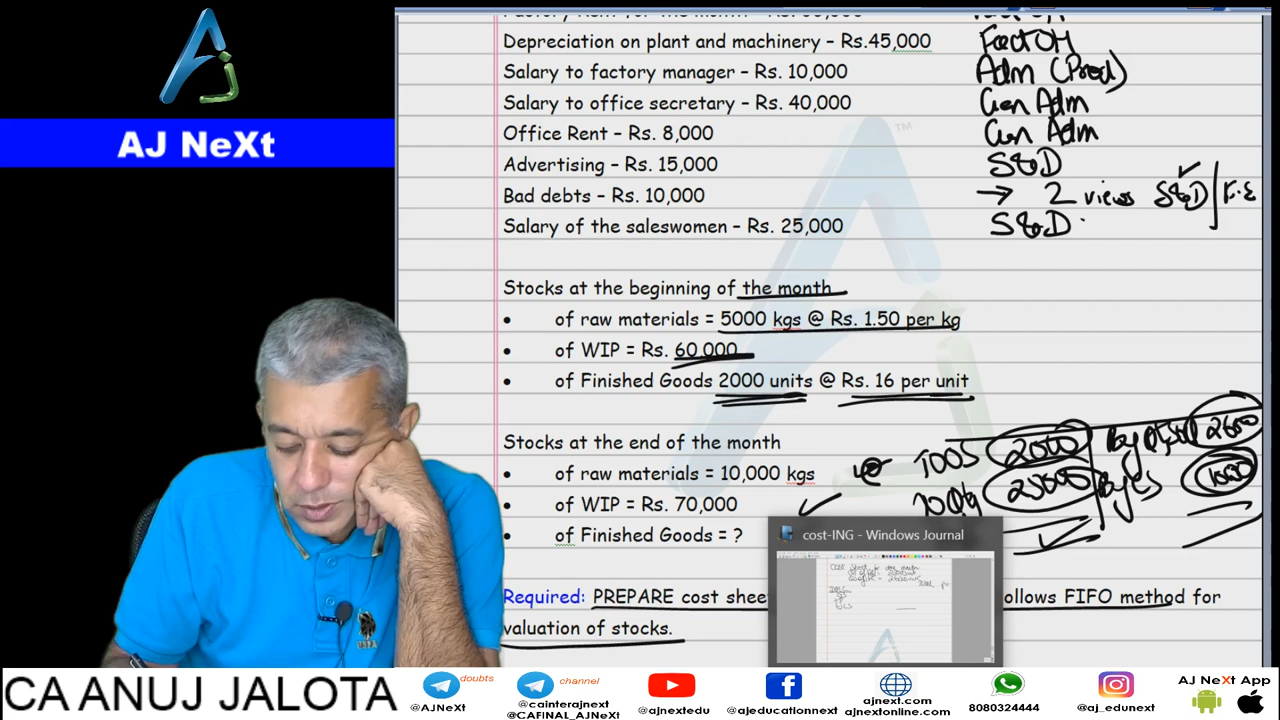 AJ NeXt
Depreciation on plant and machinery – Rs.45,000 Fact OH
Salary to factory manager – Rs. 10,000 Adm (Prod)
Salary to office secretary – Rs. 40,000 Gen Adm
Office Rent – Rs. 8,000 Gen Adm
Advertising – Rs. 15,000 S&D
Bad debts – Rs. 10,000 → 2 views S&D | F.E
Salary of the saleswomen – Rs. 25,000 S&D
TM
Stocks at the beginning of the month
• of raw materials = 5000 kgs @ Rs. 1.50 per kg
• of WIP = Rs. 60 000
• of Finished Goods 2000 units @ Rs. 16 per unit
Stocks at the end of the month
• of raw materials = 10,000 kgs
• of WIP = Rs. 70,000
• of Finished Goods = ?
cost-ING - Windows Journal
Required: PREPARE cost shee follows FIFO method for
valuation of stocks.
CA ANUJ JALOTA
doubts
@AJNeXt
channel
@cainterajnext
@CAFINAL_AJNeXt
@ajnextedu
@ajeducationnext
ajnext.com
ajnextonline.com
8080324444
@aj_edunext
AJ NeXt App